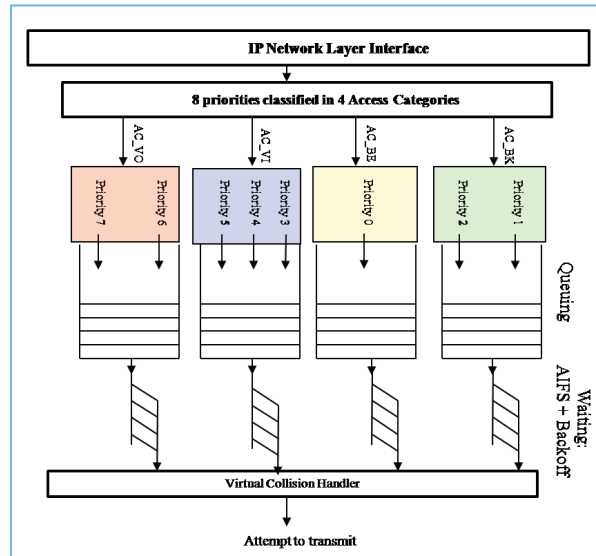 IP Network Layer Interface
8 priorities classified in 4 Access Categories
AC_VO
AC_VI
AC_BE
AC_BK
Priority 7
Priority 6
Priority 5
Priority 4
Priority 3
Priority 0
Priority 2
Priority 1
Queuing
Waiting:
AIFS + Backoff
Virtual Collision Handler
Attempt to transmit